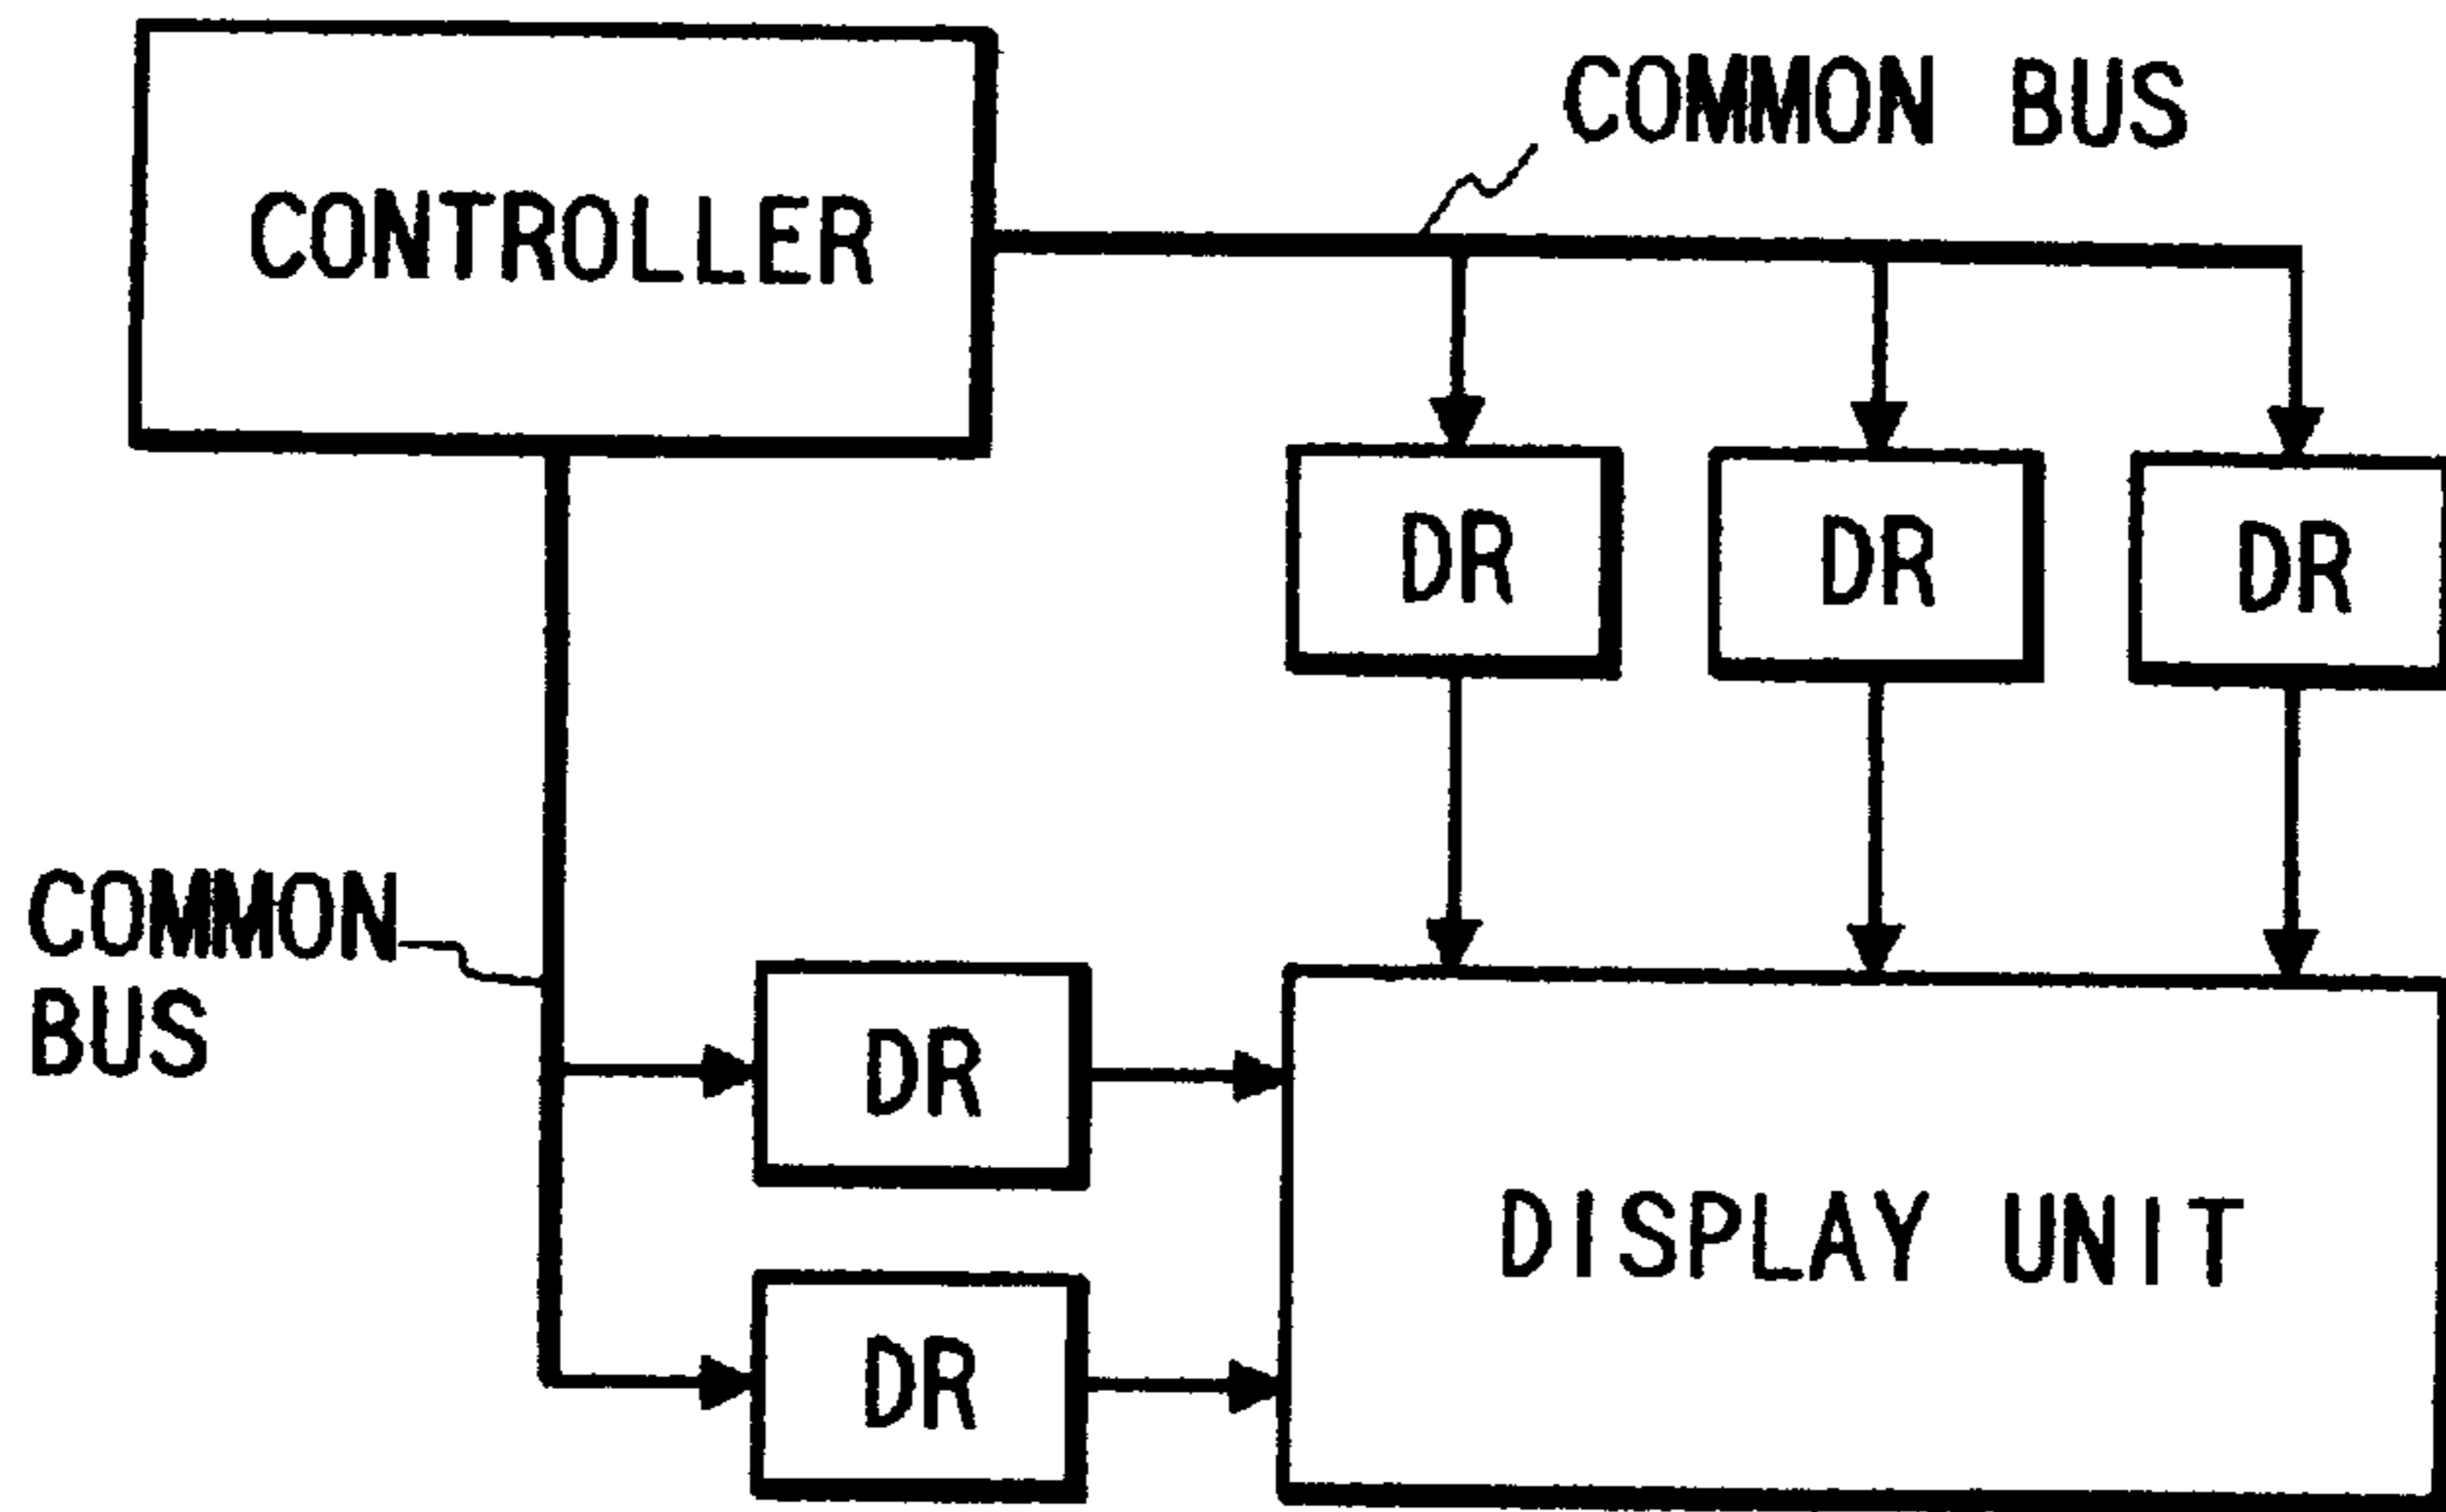 COMMON BUS
CONTROLLER
DR
DR
DR
COMMON
BUS
DR
DISPLAY UNIT
DR